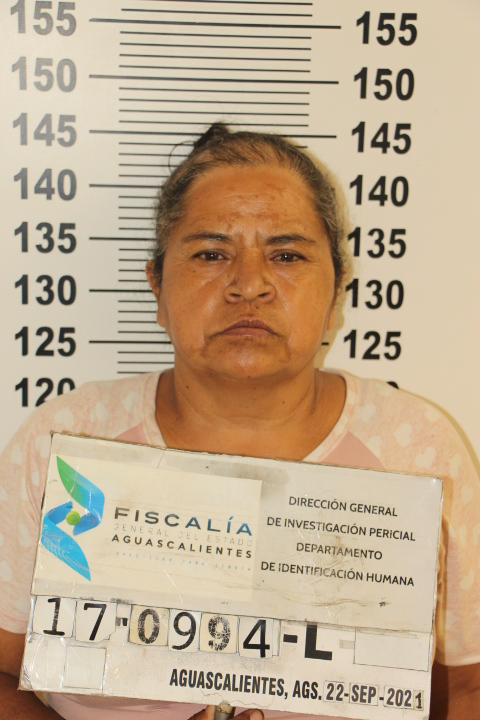 155 155
150 150
145 145
140 140
135 135
130 130
125 125
120
FISCALÍA
GENERAL DEL ESTADO
AGUASCALIENTES
DIRECCIÓN GENERAL
DE INVESTIGACIÓN PERICIAL
DEPARTAMENTO
DE IDENTIFICACIÓN HUMANA
17-0994-L
AGUASCALIENTES, AGS. 22-SEP-2021